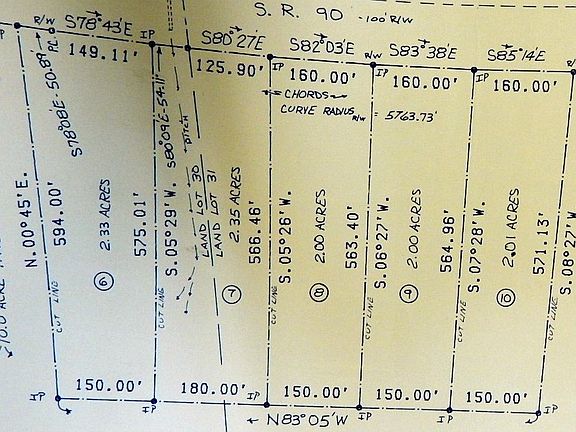 S. R. 90 -100' R/W
R/W S78°43'E IP
149.11'
S80°27'E
125.90' IP
S82°03'E
160.00'
R/W S83°38'E
IP 160.00'
S85°14'E
IP 160.00'
CHORDS
CURVE RADIUS R/W = 5763.73'
PL
S78°08'E-50.89'
S80°09'E-54.11'
DITCH
N.00°45'E.
594.00'
2.33 ACRES
6
575.01'
S.05°29'W.
LAND LOT 30
LAND LOT 31
2.35 ACRES
7
566.46'
S.05°26'W.
2.00 ACRES
8
563.40'
S.06°27'W.
2.00 ACRES
9
564.96'
S.07°28'W.
2.011 ACRES
10
571.13'
S.08°27'
CUT LINE
CUT LINE
CUT LINE
CUT LINE
CUT LINE
CUT LINE
IP 150.00' IP
180.00' IP
150.00' IP
150.00' IP
150.00' IP
N83°05'W